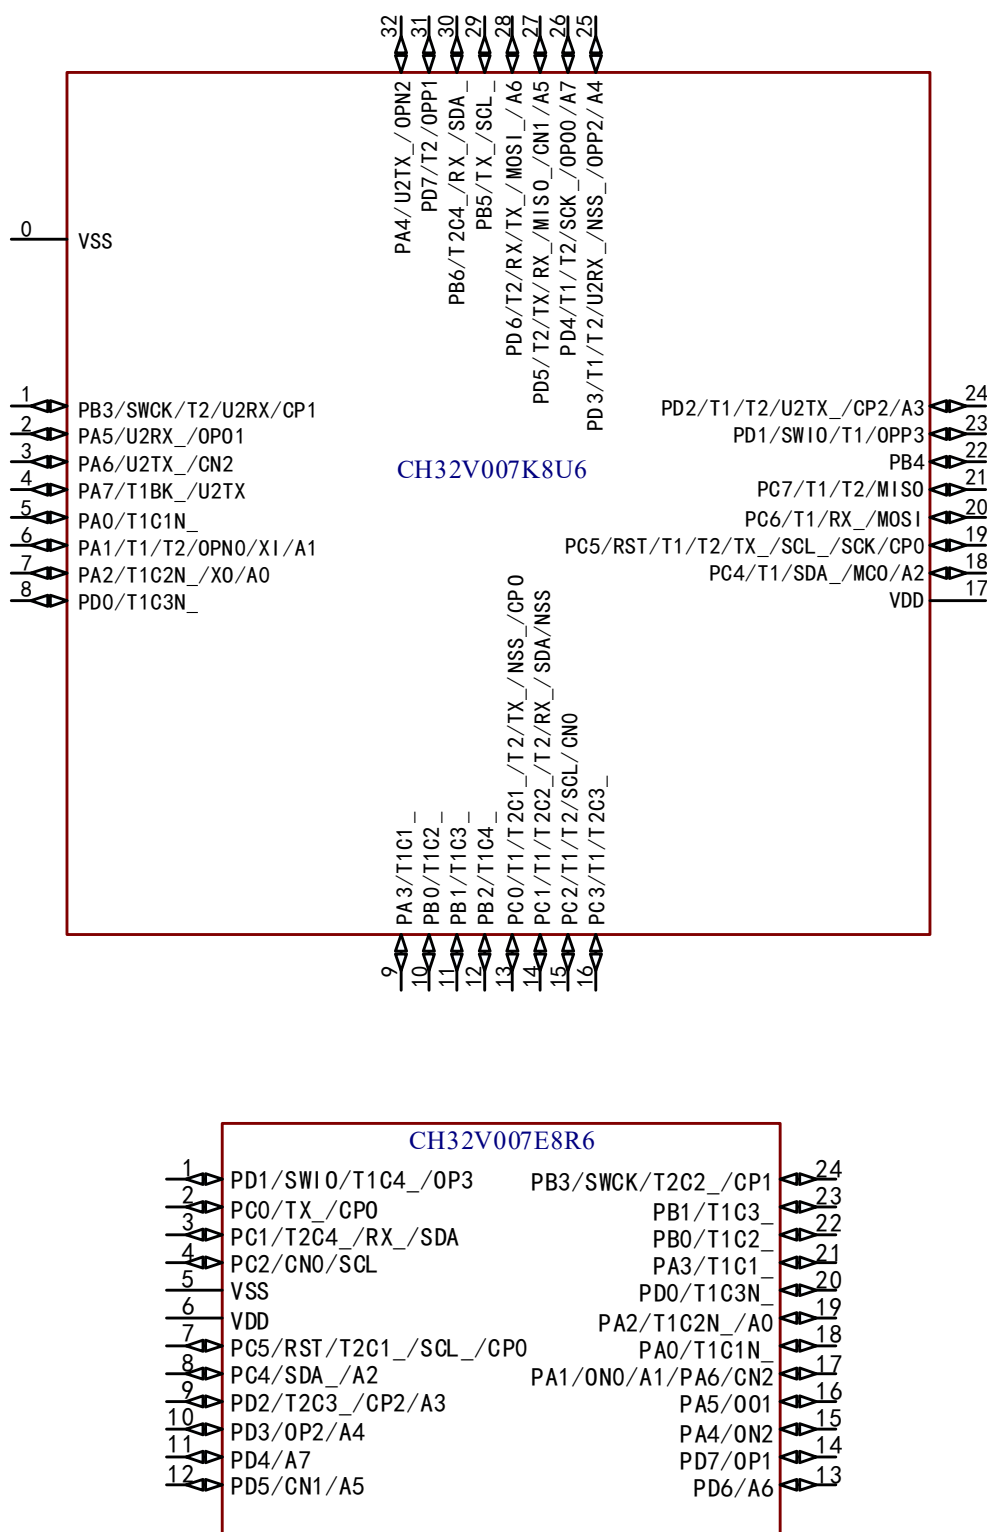 32
31
30
29
28
27
26
25
PA4/U2TX_/OPN2
PD7/T2/OPP1
PB6/T2C4_/RX_/SDA_
PB5/TX_/SCL_
PD6/T2/RX/TX_/MOSI_/A6
PD5/T2/TX/RX_/MISO_/CN1/A5
PD4/T1/T2/SCK_/OPO0/A7
PD3/T1/T2/U2RX_/NSS_/OPP2/A4
0 VSS
1 PB3/SWCK/T2/U2RX/CP1
2 PA5/U2RX_/OPO1
3 PA6/U2TX_/CN2
4 PA7/T1BK_/U2TX
5 PA0/T1C1N_
6 PA1/T1/T2/OPN0/XI/A1
7 PA2/T1C2N_/XO/A0
8 PD0/T1C3N_
CH32V007K8U6
PD2/T1/T2/U2TX_/CP2/A3 24
PD1/SWIO/T1/OPP3 23
PB4 22
PC7/T1/T2/MISO 21
PC6/T1/RX_/MOSI 20
PC5/RST/T1/T2/TX_/SCL_/SCK/CP0 19
PC4/T1/SDA_/MCO/A2 18
VDD 17
PA3/T1C1_
PB0/T1C2_
PB1/T1C3_
PB2/T1C4_
PC0/T1/T2C1_/T2/TX_/NSS_/CPO
PC1/T1/T2C2_/T2/RX_/SDA/NSS
PC2/T1/T2/SCL/CN0
PC3/T1/T2C3_
9
10
11
12
13
14
15
16
CH32V007E8R6
1 PD1/SWIO/T1C4_/OP3
2 PC0/TX_/CPO
3 PC1/T2C4_/RX_/SDA
4 PC2/CN0/SCL
5 VSS
6 VDD
7 PC5/RST/T2C1_/SCL_/CP0
8 PC4/SDA_/A2
9 PD2/T2C3_/CP2/A3
10 PD3/OP2/A4
11 PD4/A7
12 PD5/CN1/A5
PB3/SWCK/T2C2_/CP1 24
PB1/T1C3_ 23
PB0/T1C2_ 22
PA3/T1C1_ 21
PD0/T1C3N_ 20
PA2/T1C2N_/A0 19
PA0/T1C1N_ 18
PA1/ON0/A1/PA6/CN2 17
PA5/OO1 16
PA4/ON2 15
PD7/OP1 14
PD6/A6 13